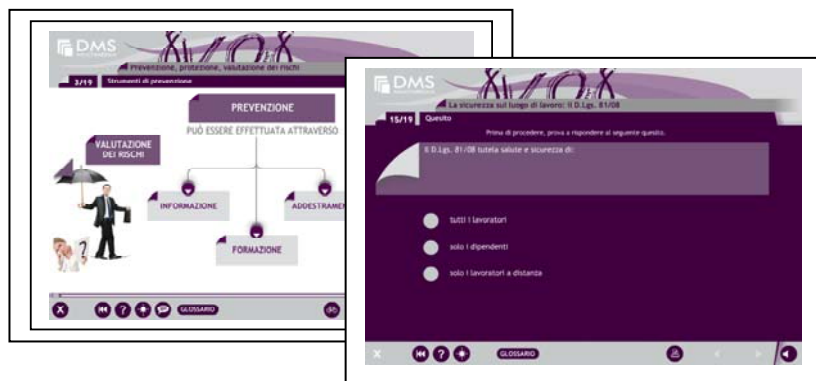 DMS
Prevenzione, protezione, valutazione dei rischi
3/19 Strumenti di prevenzione
PREVENZIONE
PUÒ ESSERE EFFETTUATA ATTRAVERSO
VALUTAZIONE
DEI RISCHI
INFORMAZIONE
ADDESTRAMEN
FORMAZIONE
?
X ? GLOSSARIO
DMS
La sicurezza sul luogo di lavoro: il D.Lgs. 81/08
15/19 Quesito
Prima di procedere, prova a rispondere al seguente quesito.
Il D.Lgs. 81/08 tutela salute e sicurezza di:
tutti i lavoratori
solo i dipendenti
solo i lavoratori a distanza
X ? GLOSSARIO